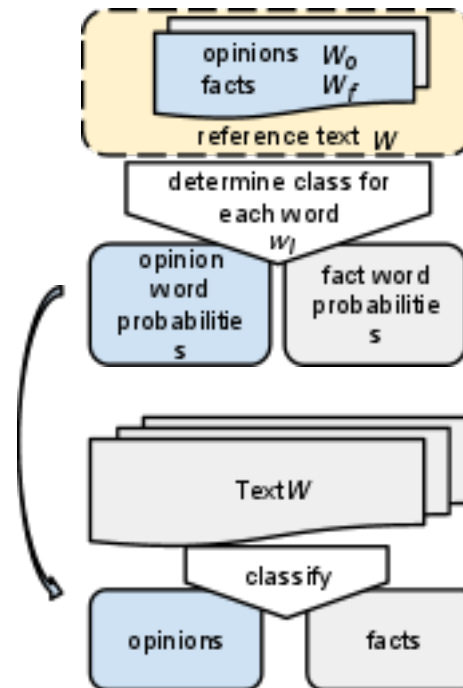 opinions W_o
facts W_f
reference text W
determine class for
each word
w_l
opinion
word
probabilitie
s
fact word
probabilitie
s
Text W
classify
opinions
facts